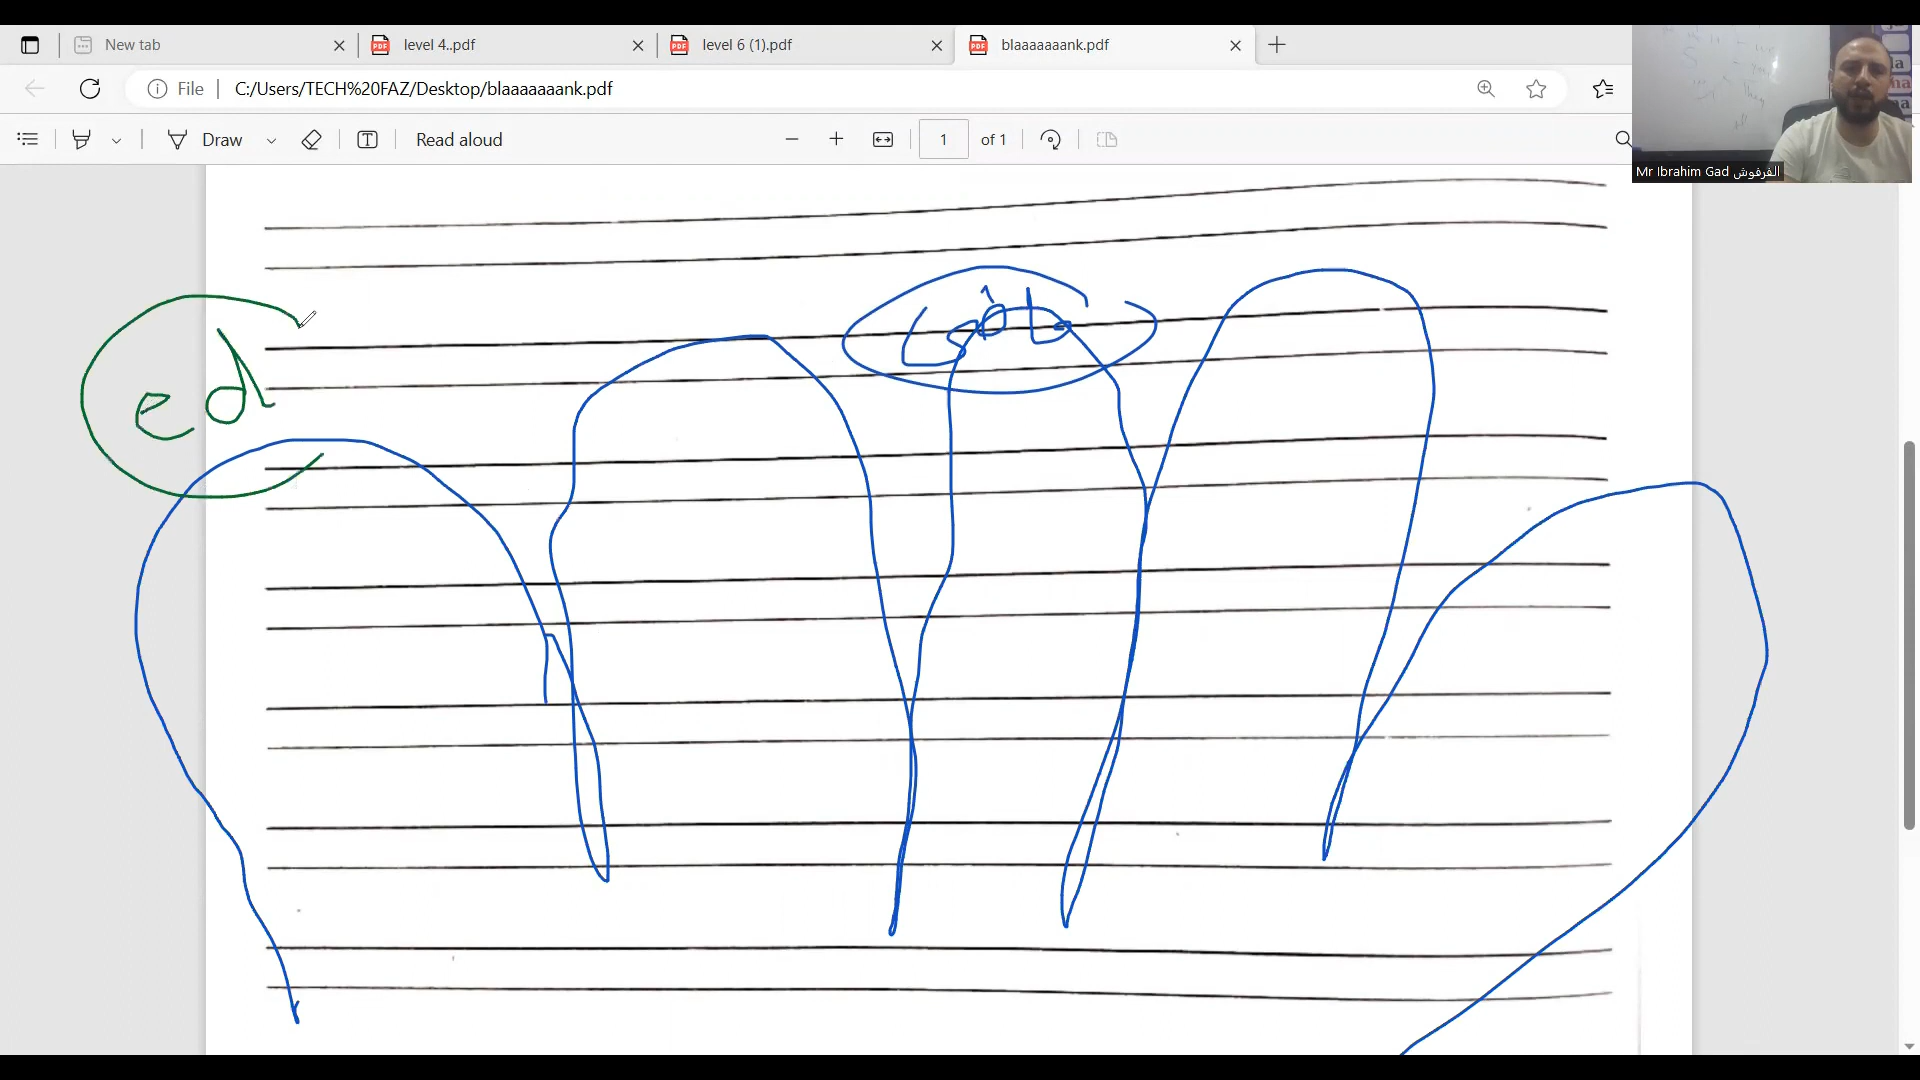 New tab
level 4..pdf
level 6 (1).pdf
blaaaaaaank.pdf
File
C:/Users/TECH%20FAZ/Desktop/blaaaaaaank.pdf
Draw
Read aloud
1
of 1
Mr Ibrahim Gad الفرفوش
ed